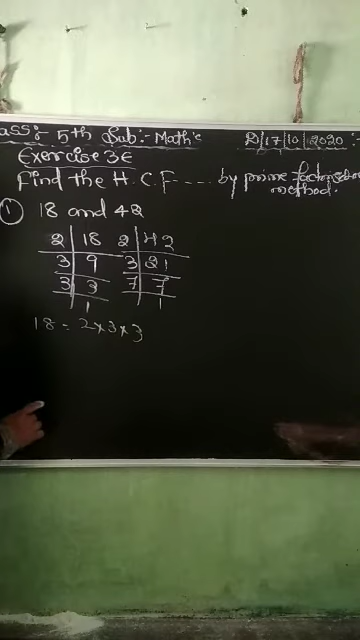 ass:- 5th Sub:- Math's D/17/10/2020:-
Exercise 3E
Find the H.C.F---- by prime factorisation
method.
1 18 and 42
2 18 2 42
3 9 3 21
3 3 7 7
1 1
18 = 2×3×3